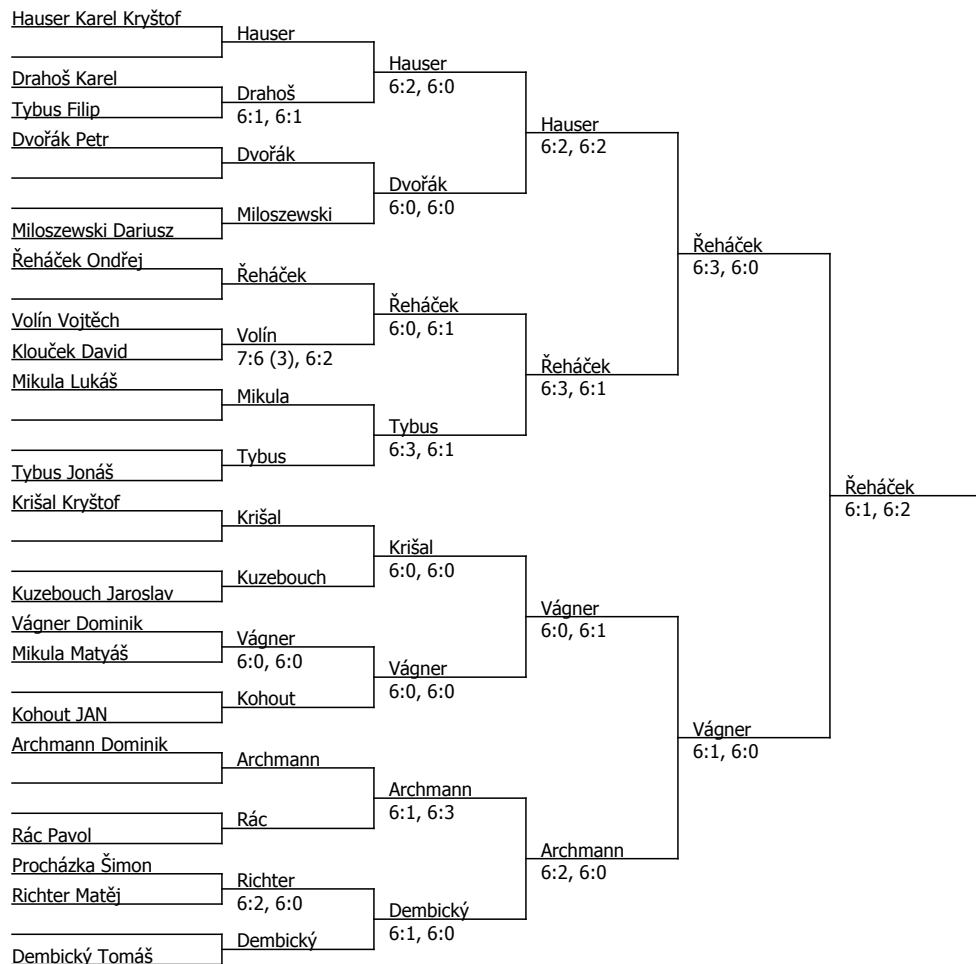 Hauser Karel Kryštof
Drahoš Karel
Tybus Filip
Dvořák Petr
Miloszewski Dariusz
Řeháček Ondřej
Volín Vojtěch
Klouček David
Mikula Lukáš
Tybus Jonáš
Krišal Kryštof
Kuzebouch Jaroslav
Vágner Dominik
Mikula Matyáš
Kohout JAN
Archmann Dominik
Rác Pavol
Procházka Šimon
Richter Matěj
Dembický Tomáš
Hauser
Drahoš
6:1, 6:1
Dvořák
Miloszewski
Řeháček
Volín
7:6 (3), 6:2
Mikula
Tybus
Krišal
Kuzebouch
Vágner
6:0, 6:0
Kohout
Archmann
Rác
Richter
6:2, 6:0
Dembický
Hauser
6:2, 6:0
Dvořák
6:0, 6:0
Řeháček
6:0, 6:1
Tybus
6:3, 6:1
Krišal
6:0, 6:0
Vágner
6:0, 6:0
Archmann
6:1, 6:3
Dembický
6:1, 6:0
Hauser
6:2, 6:2
Řeháček
6:3, 6:1
Vágner
6:0, 6:1
Archmann
6:2, 6:0
Řeháček
6:3, 6:0
Vágner
6:1, 6:0
Řeháček
6:1, 6:2